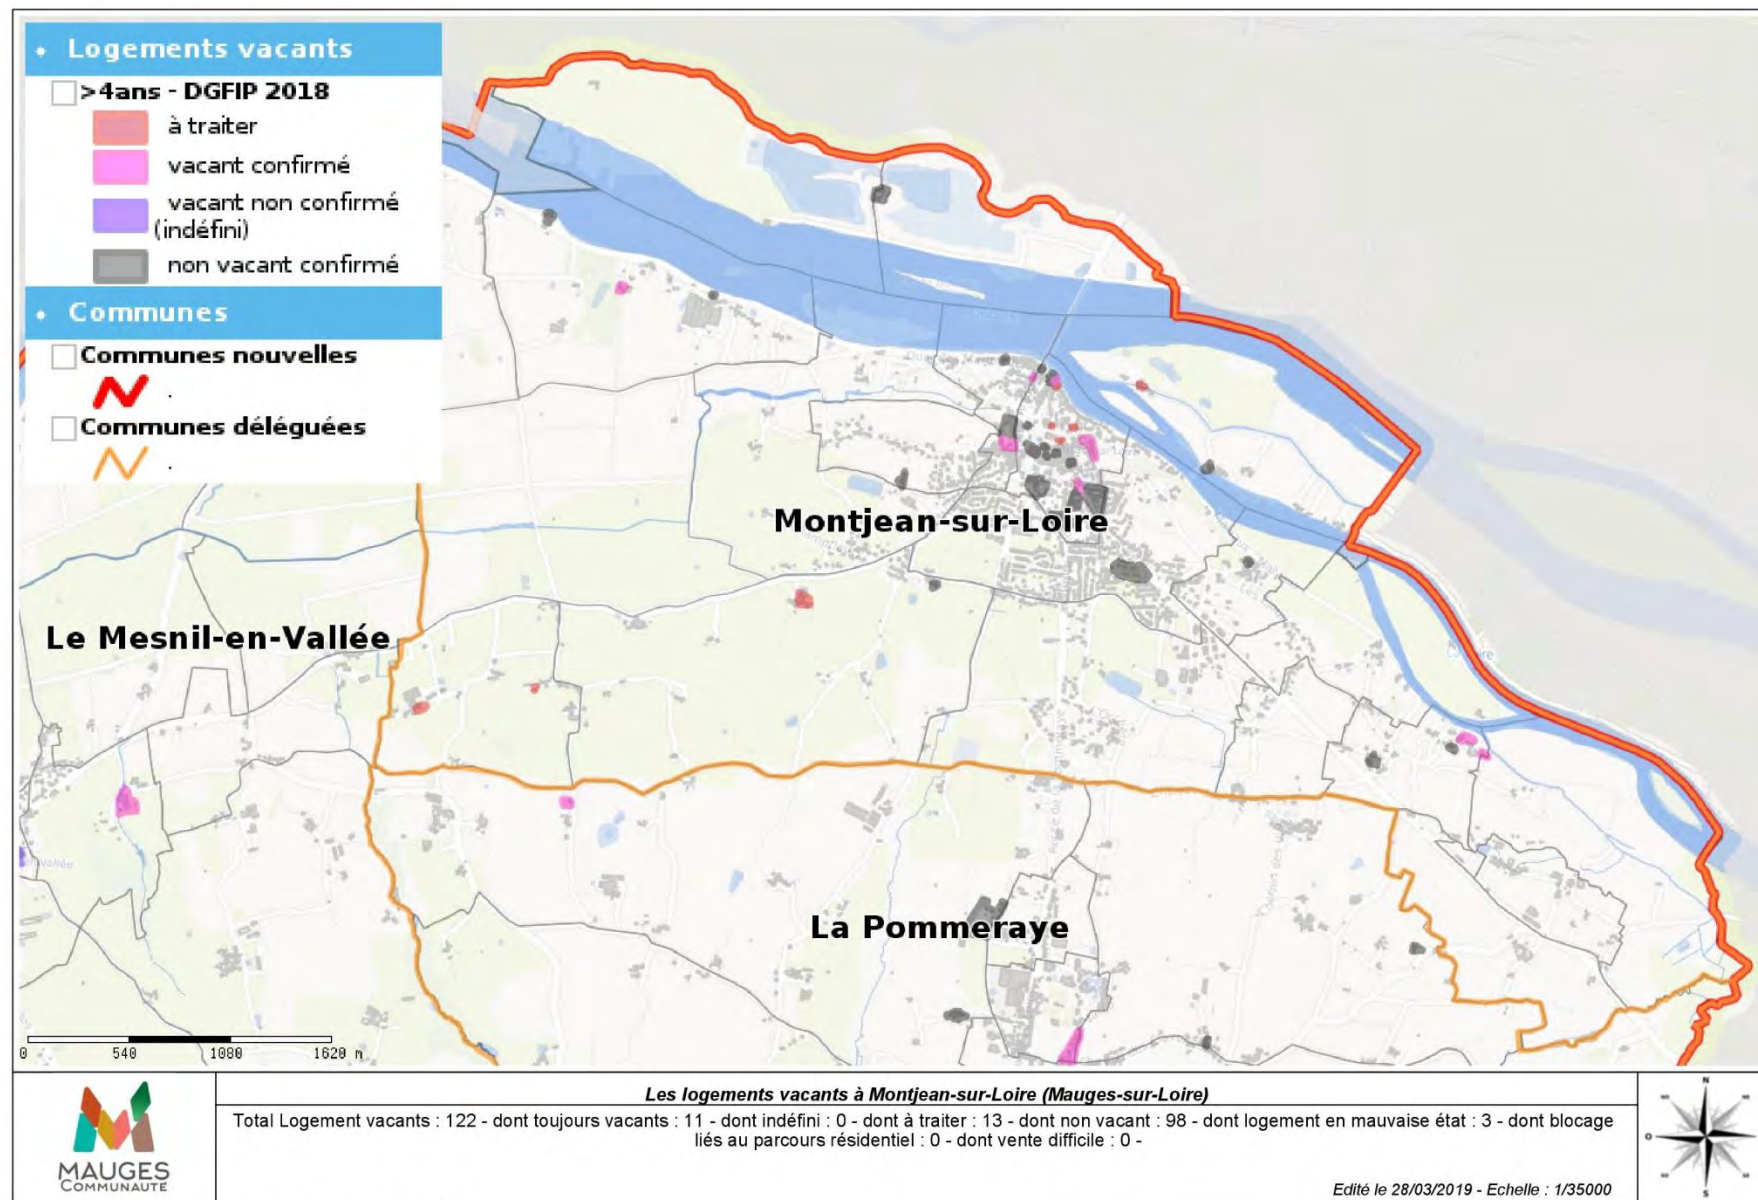 Logements vacants
>4ans - DGFIP 2018
à traiter
vacant confirmé
vacant non confirmé
(indéfini)
non vacant confirmé
Communes
Communes nouvelles
.
Communes déléguées
.
Montjean-sur-Loire
Le Mesnil-en-Vallée
La Pommeraye
0 540 1080 1620 m
MAUGES
COMMUNAUTÉ
Les logements vacants à Montjean-sur-Loire (Mauges-sur-Loire)
Total Logement vacants : 122 - dont toujours vacants : 11 - dont indéfini : 0 - dont à traiter : 13 - dont non vacant : 98 - dont logement en mauvaise état : 3 - dont blocage
liés au parcours résidentiel : 0 - dont vente difficile : 0 -
Edité le 28/03/2019 - Echelle : 1/35000
N
S